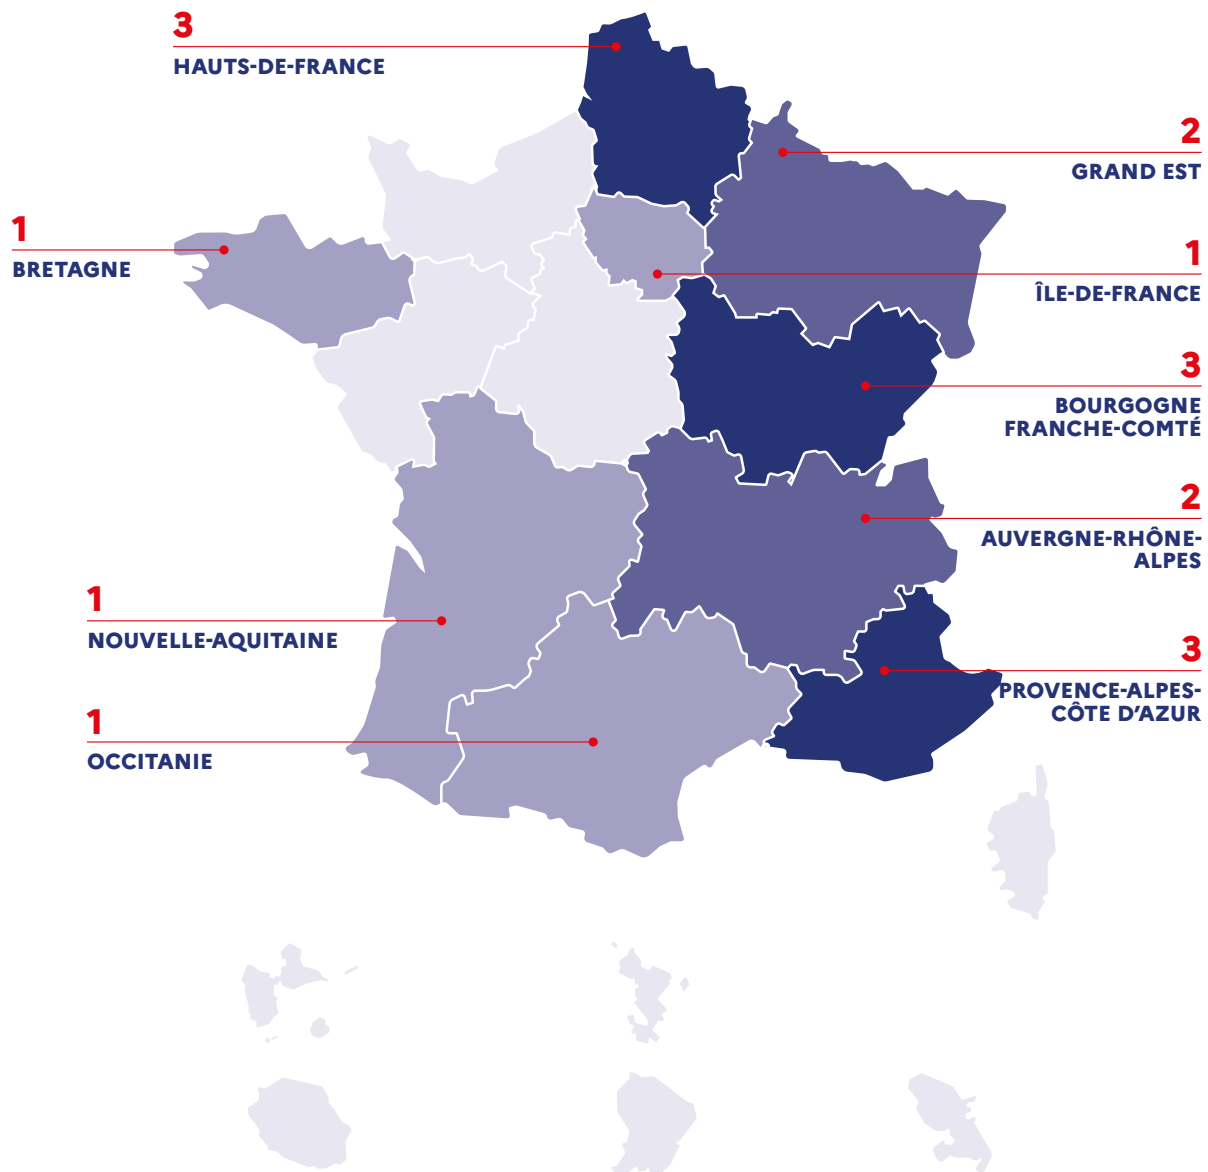 3
HAUTS-DE-FRANCE
2
GRAND EST
1
BRETAGNE
1
ÎLE-DE-FRANCE
3
BOURGOGNE
FRANCHE-COMTÉ
2
AUVERGNE-RHÔNE-
ALPES
1
NOUVELLE-AQUITAINE
3
PROVENCE-ALPES-
CÔTE D’AZUR
1
OCCITANIE